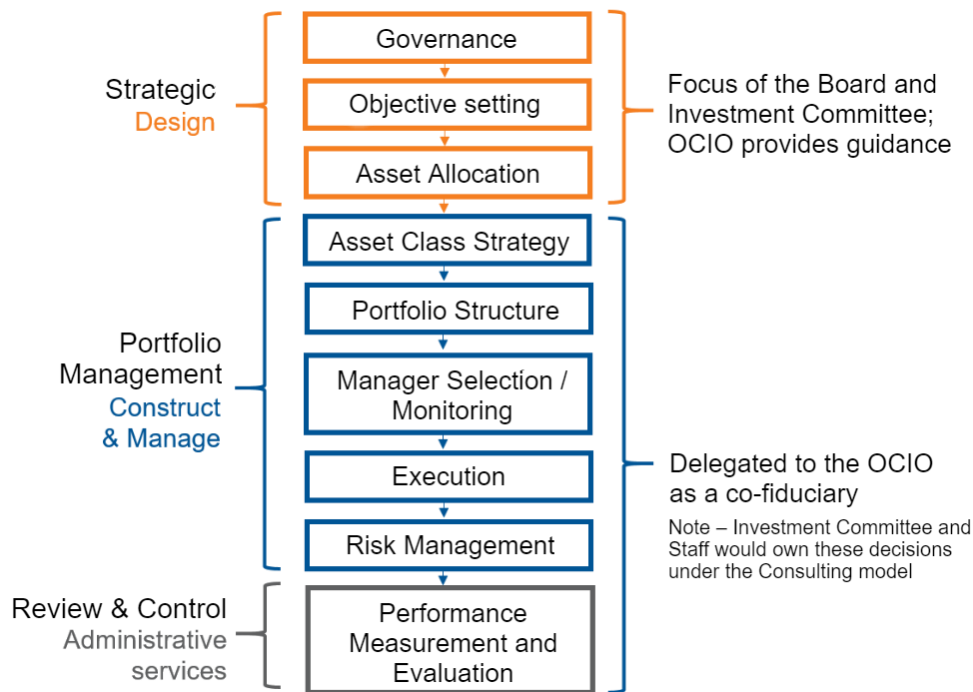 Governance
Strategic
Design
Objective setting
Focus of the Board and
Investment Committee;
OCIO provides guidance
Asset Allocation
Asset Class Strategy
Portfolio Structure
Portfolio
Management
Construct
& Manage
Manager Selection /
Monitoring
Execution
Delegated to the OCIO
as a co-fiduciary
Note – Investment Committee and
Staff would own these decisions
under the Consulting model
Risk Management
Review & Control
Administrative
services
Performance
Measurement and
Evaluation